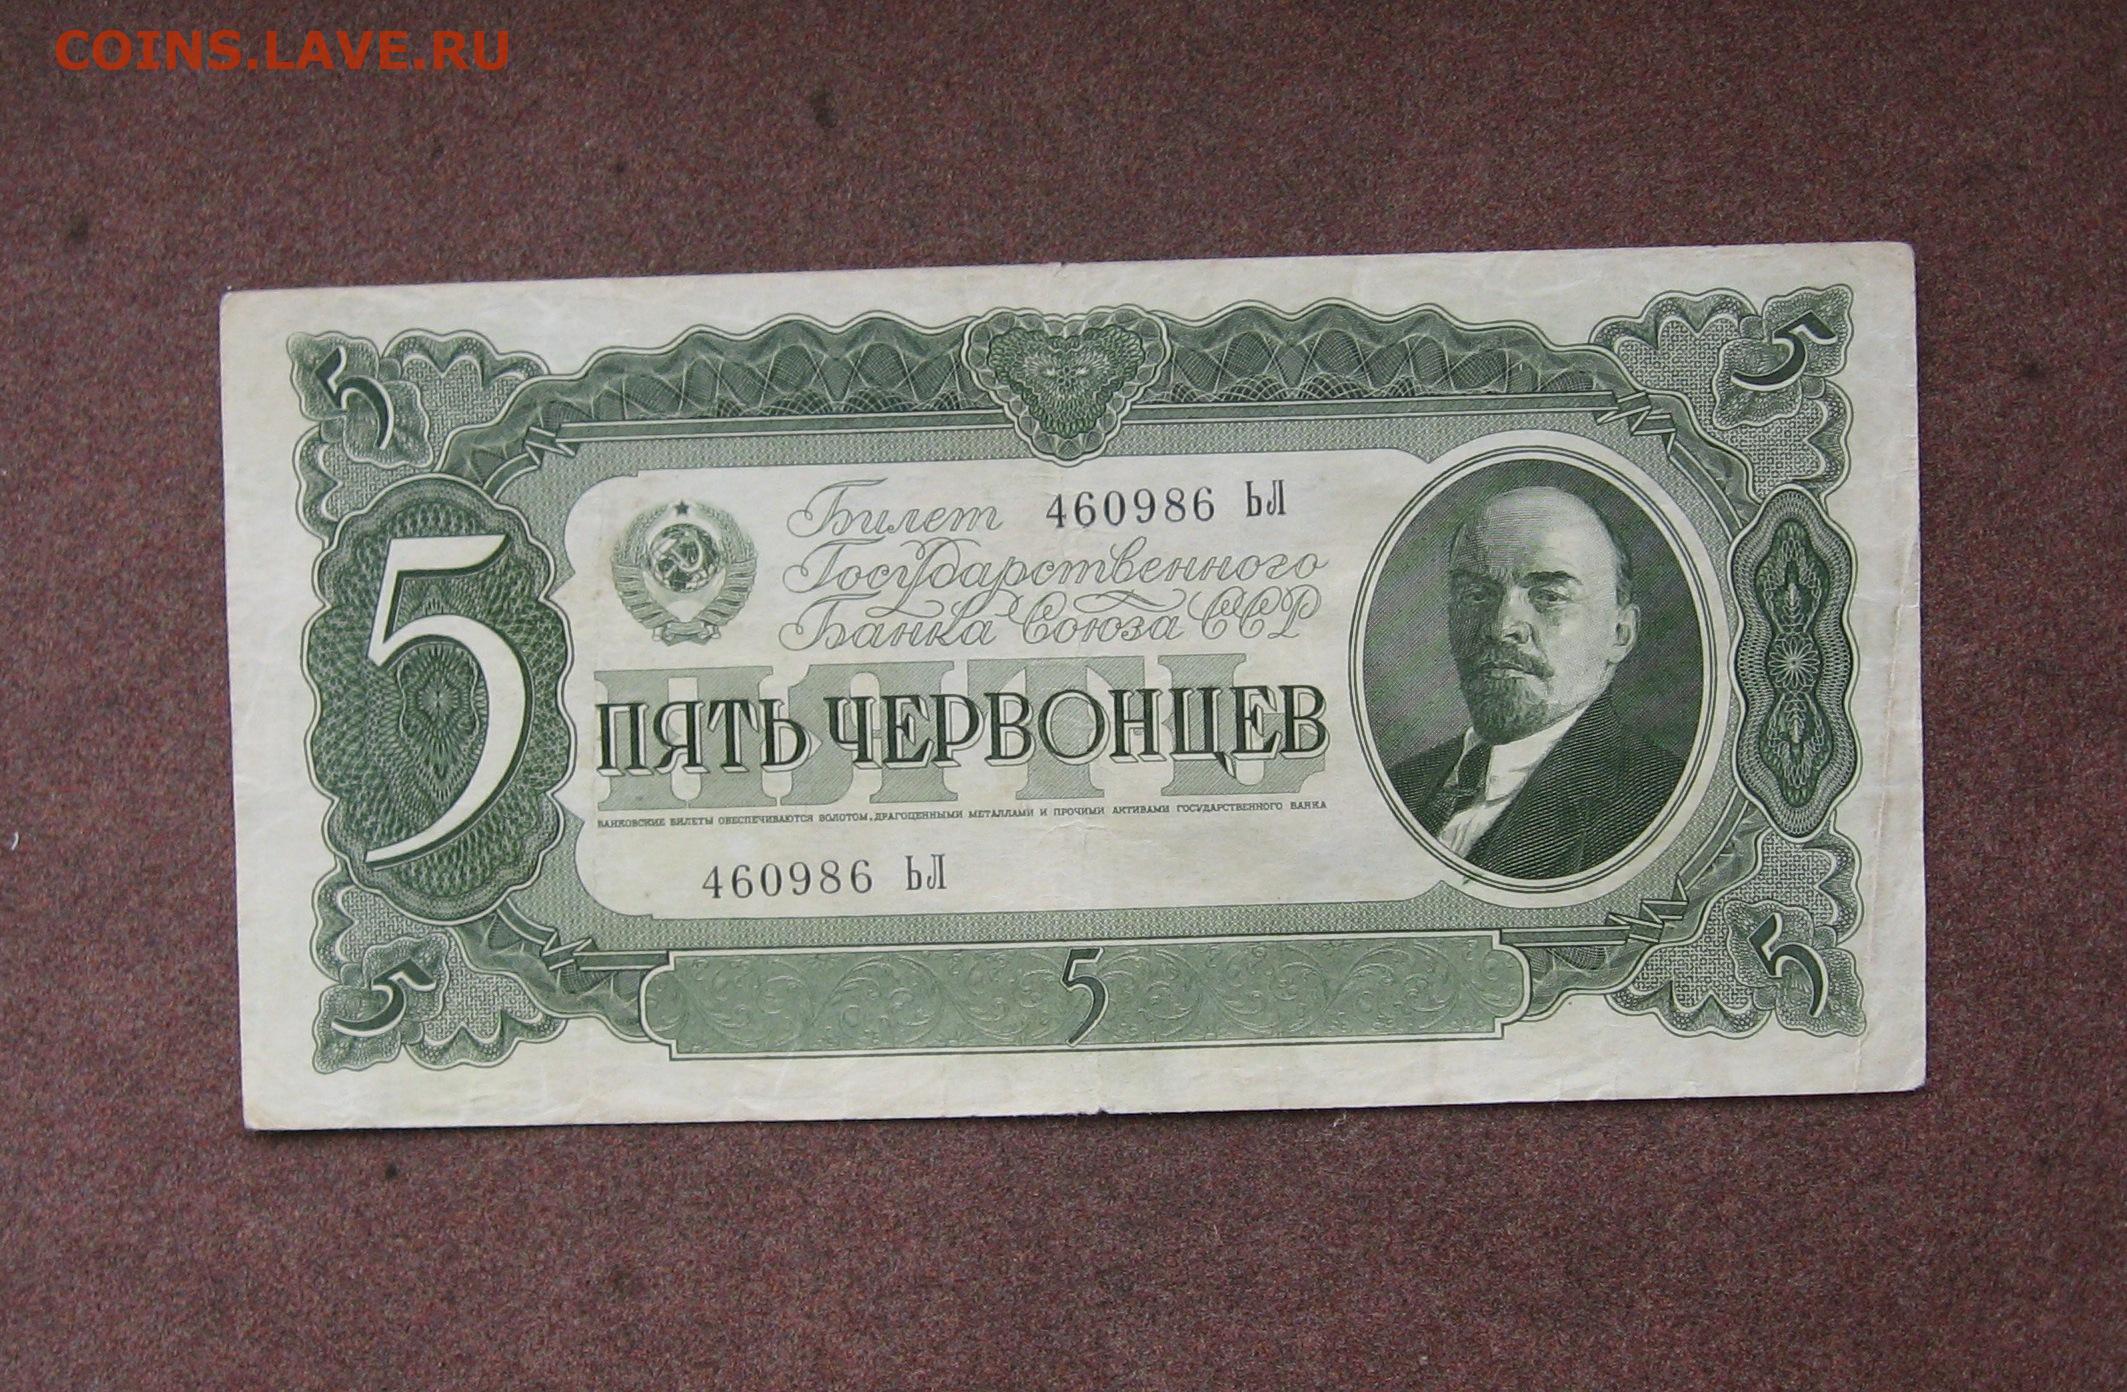 COINS.LAVE.RU
5 5
Билет 460986 ЬЛ
Государственного
Банка Союза ССР
5
ПЯТЬ
ПЯТЬ ЧЕРВОНЦЕВ
БАНКОВСКИЕ БИЛЕТЫ ОБЕСПЕЧИВАЮТСЯ ЗОЛОТОМ, ДРАГОЦЕННЫМИ МЕТАЛЛАМИ И ПРОЧИМИ АКТИВАМИ ГОСУДАРСТВЕННОГО БАНКА
460986 ЬЛ
5 5 5